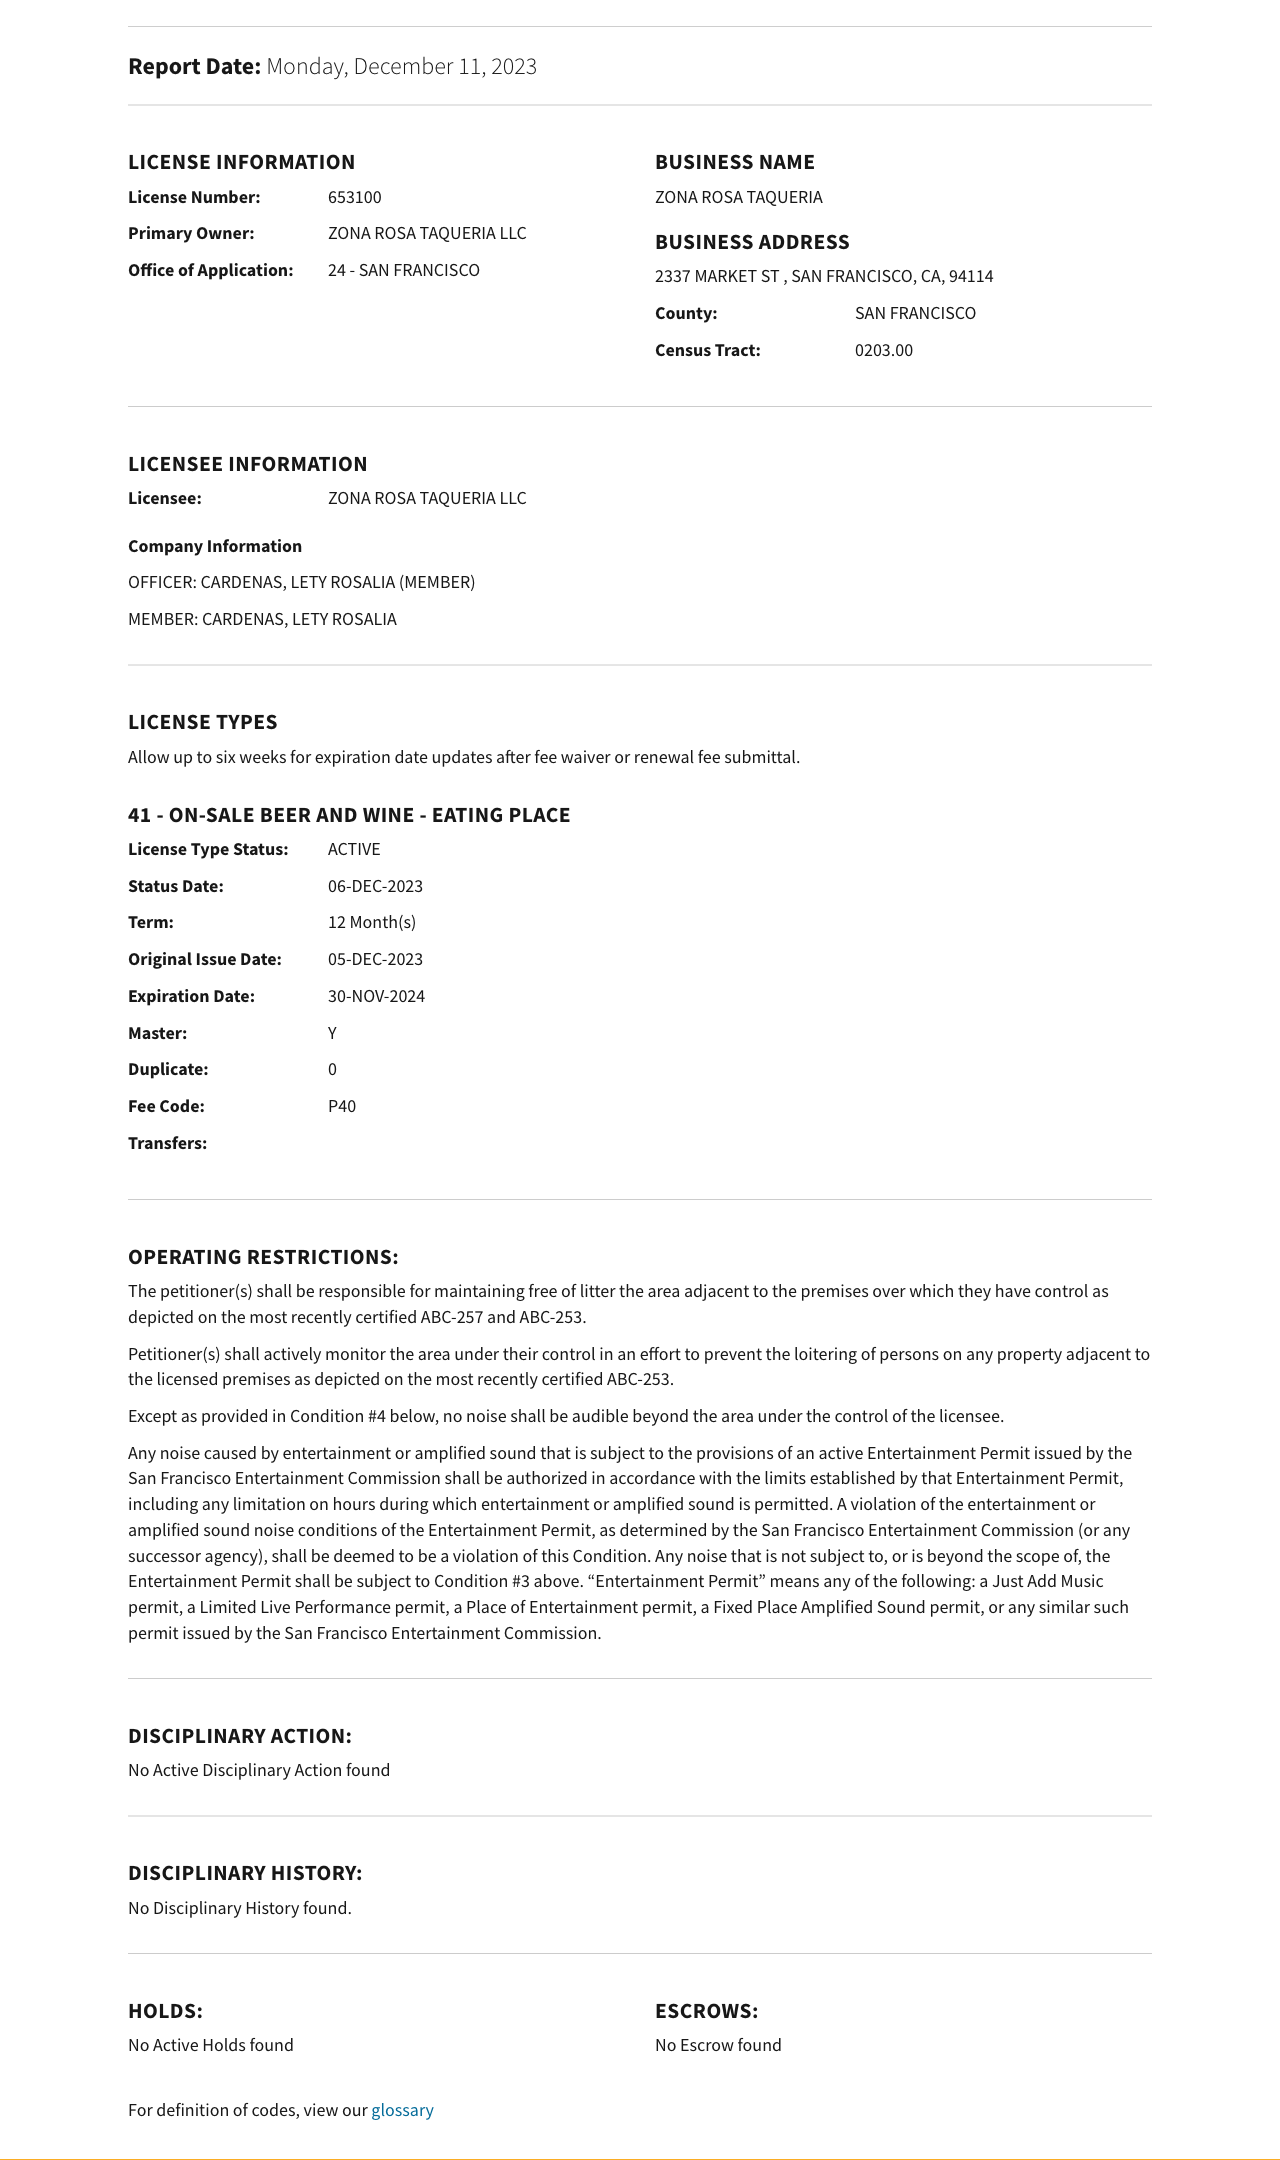 Report Date: Monday, December 11, 2023
LICENSE INFORMATION
License Number: 653100
Primary Owner: ZONA ROSA TAQUERIA LLC
Office of Application: 24 - SAN FRANCISCO
BUSINESS NAME
ZONA ROSA TAQUERIA
BUSINESS ADDRESS
2337 MARKET ST , SAN FRANCISCO, CA, 94114
County: SAN FRANCISCO
Census Tract: 0203.00
LICENSEE INFORMATION
Licensee: ZONA ROSA TAQUERIA LLC
Company Information
OFFICER: CARDENAS, LETY ROSALIA (MEMBER)
MEMBER: CARDENAS, LETY ROSALIA
LICENSE TYPES
Allow up to six weeks for expiration date updates after fee waiver or renewal fee submittal.
41 - ON-SALE BEER AND WINE - EATING PLACE
License Type Status: ACTIVE
Status Date: 06-DEC-2023
Term: 12 Month(s)
Original Issue Date: 05-DEC-2023
Expiration Date: 30-NOV-2024
Master: Y
Duplicate: 0
Fee Code: P40
Transfers:
OPERATING RESTRICTIONS:
The petitioner(s) shall be responsible for maintaining free of litter the area adjacent to the premises over which they have control as
depicted on the most recently certified ABC-257 and ABC-253.
Petitioner(s) shall actively monitor the area under their control in an effort to prevent the loitering of persons on any property adjacent to
the licensed premises as depicted on the most recently certified ABC-253.
Except as provided in Condition #4 below, no noise shall be audible beyond the area under the control of the licensee.
Any noise caused by entertainment or amplified sound that is subject to the provisions of an active Entertainment Permit issued by the
San Francisco Entertainment Commission shall be authorized in accordance with the limits established by that Entertainment Permit,
including any limitation on hours during which entertainment or amplified sound is permitted. A violation of the entertainment or
amplified sound noise conditions of the Entertainment Permit, as determined by the San Francisco Entertainment Commission (or any
successor agency), shall be deemed to be a violation of this Condition. Any noise that is not subject to, or is beyond the scope of, the
Entertainment Permit shall be subject to Condition #3 above. “Entertainment Permit” means any of the following: a Just Add Music
permit, a Limited Live Performance permit, a Place of Entertainment permit, a Fixed Place Amplified Sound permit, or any similar such
permit issued by the San Francisco Entertainment Commission.
DISCIPLINARY ACTION:
No Active Disciplinary Action found
DISCIPLINARY HISTORY:
No Disciplinary History found.
HOLDS:
No Active Holds found
ESCROWS:
No Escrow found
For definition of codes, view our glossary